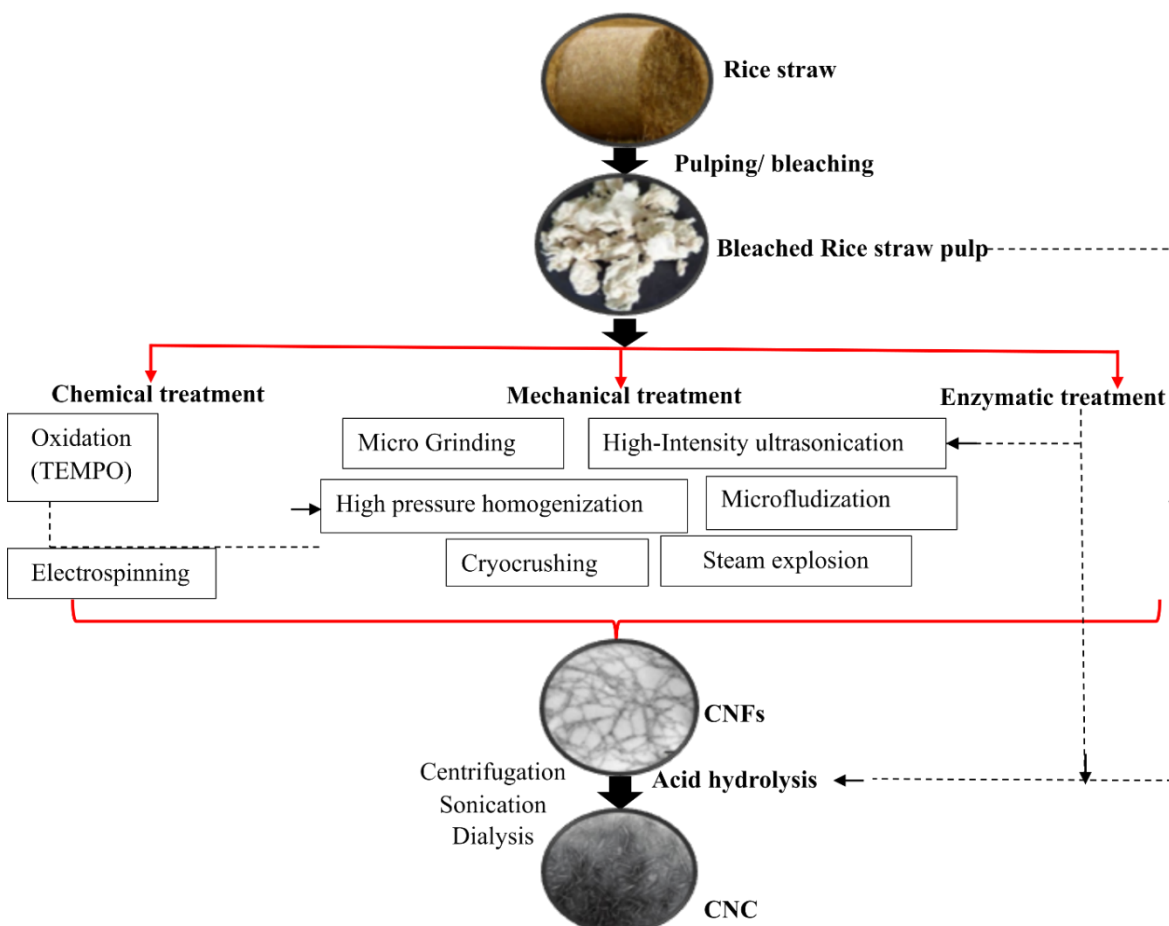 Rice straw
Pulping/ bleaching
Bleached Rice straw pulp
Chemical treatment
Mechanical treatment
Enzymatic treatment
Oxidation
(TEMPO)
Micro Grinding
High-Intensity ultrasonication
High pressure homogenization
Microfludization
Electrospinning
Cryocrushing
Steam explosion
CNFs
Centrifugation
Sonication
Dialysis
Acid hydrolysis
CNC